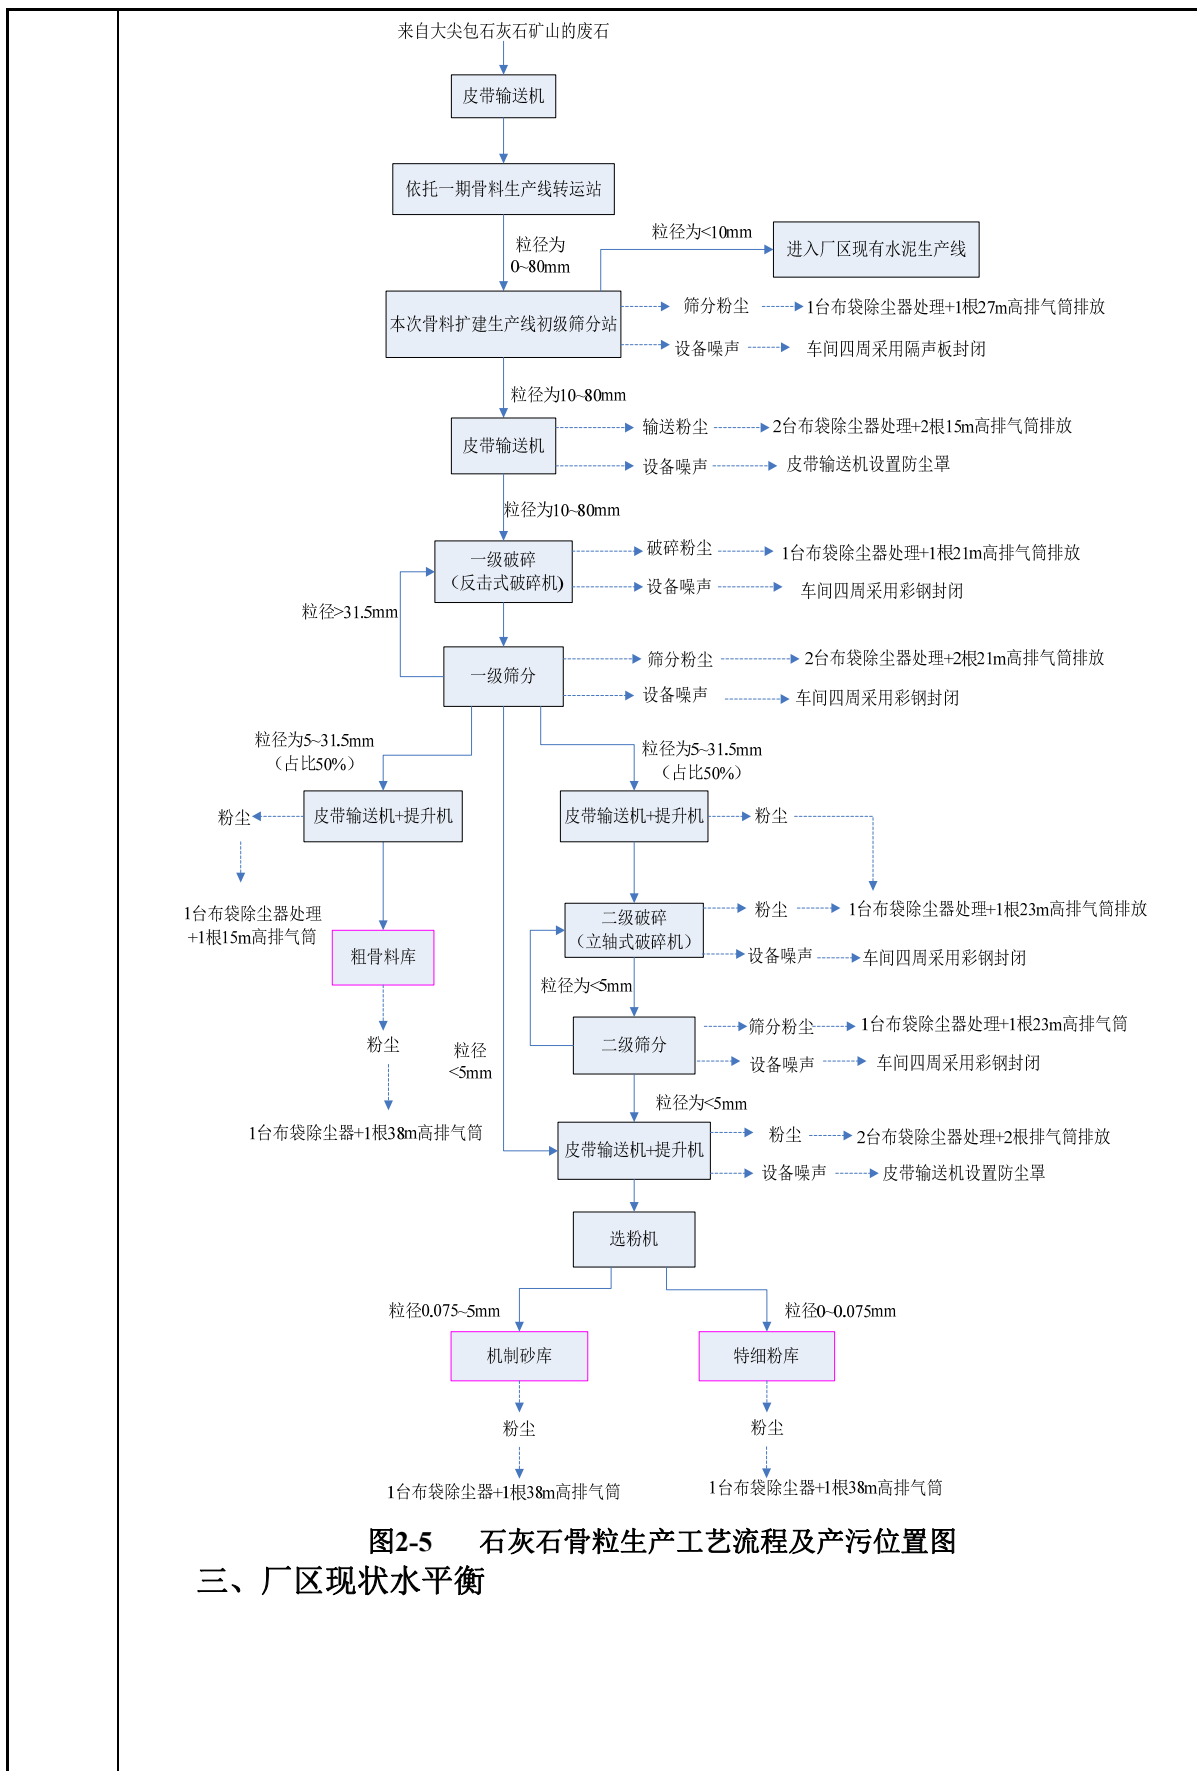 来自大尖包石灰石矿山的废石
皮带输送机
依托一期骨料生产线转运站
粒径为
0~80mm
粒径为<10mm
进入厂区现有水泥生产线
本次骨料扩建生产线初级筛分站
筛分粉尘
1台布袋除尘器处理+1根27m高排气筒排放
设备噪声
车间四周采用隔声板封闭
粒径为10~80mm
皮带输送机
输送粉尘
2台布袋除尘器处理+2根15m高排气筒排放
设备噪声
皮带输送机设置防尘罩
粒径为10~80mm
一级破碎
（反击式破碎机)
破碎粉尘
1台布袋除尘器处理+1根21m高排气筒排放
设备噪声
车间四周采用彩钢封闭
粒径>31.5mm
一级筛分
筛分粉尘
2台布袋除尘器处理+2根21m高排气筒排放
设备噪声
车间四周采用彩钢封闭
粒径为5~31.5mm
（占比50%）
粒径为5~31.5mm
（占比50%）
粉尘
皮带输送机+提升机
皮带输送机+提升机
粉尘
1台布袋除尘器处理
+1根15m高排气筒
粗骨料库
二级破碎
（立轴式破碎机）
粉尘
1台布袋除尘器处理+1根23m高排气筒排放
设备噪声
车间四周采用彩钢封闭
粒径为<5mm
粉尘
二级筛分
筛分粉尘
1台布袋除尘器处理+1根23m高排气筒
设备噪声
车间四周采用彩钢封闭
粒径
<5mm
粒径为<5mm
1台布袋除尘器+1根38m高排气筒
皮带输送机+提升机
粉尘
2台布袋除尘器处理+2根排气筒排放
设备噪声
皮带输送机设置防尘罩
选粉机
粒径0.075~5mm
粒径0~0.075mm
机制砂库
特细粉库
粉尘
粉尘
1台布袋除尘器+1根38m高排气筒
1台布袋除尘器+1根38m高排气筒
图2-5 石灰石骨粒生产工艺流程及产污位置图
三、厂区现状水平衡